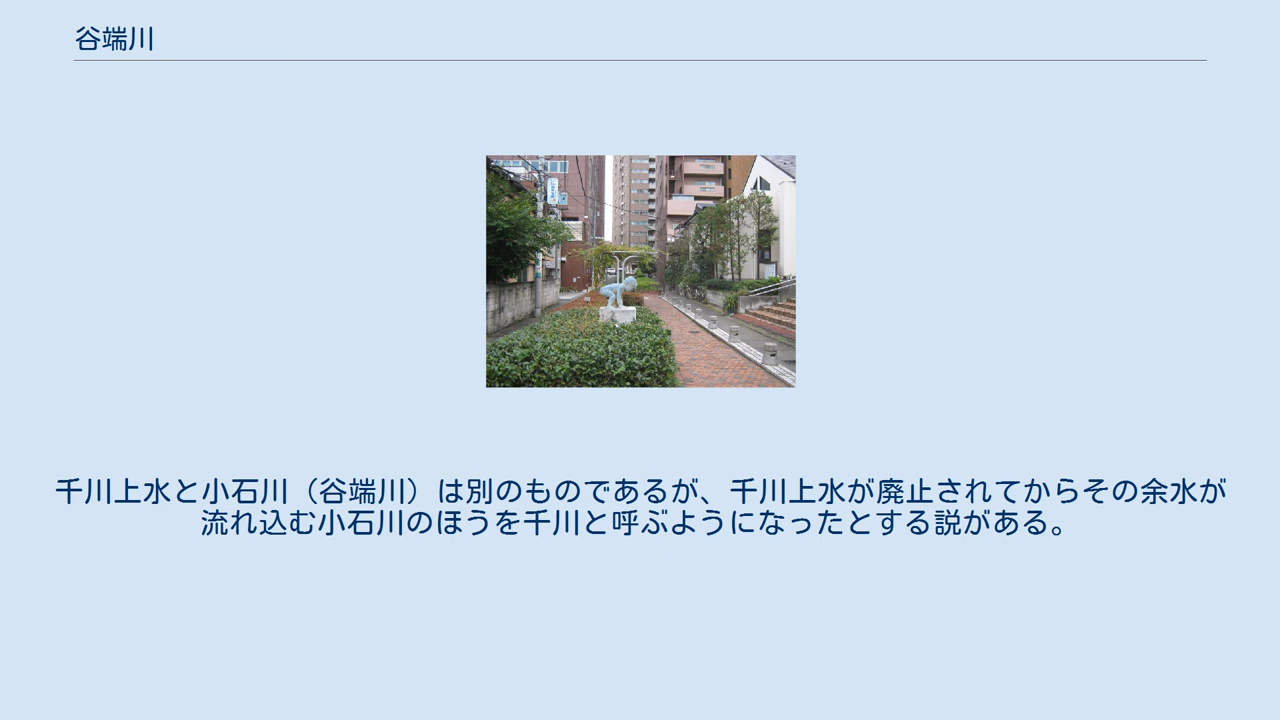 谷端川
千川上水と小石川（谷端川）は別のものであるが、千川上水が廃止されてからその余水が
流れ込む小石川のほうを千川と呼ぶようになったとする説がある。